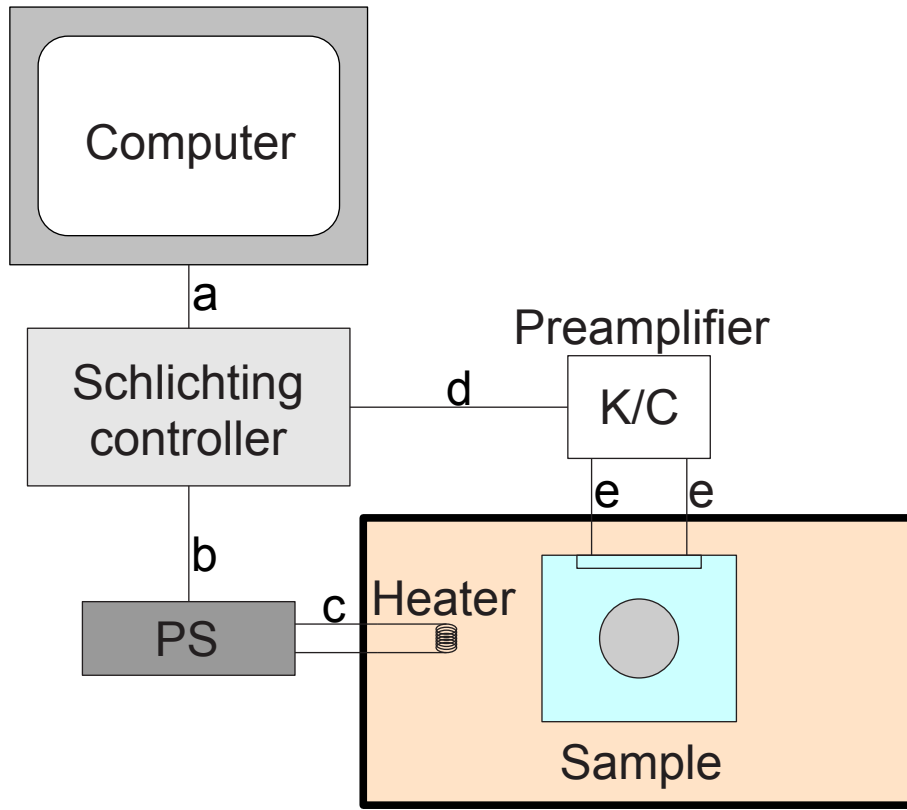 Computer
a
Schlichting
controller
Preamplifier
K/C
d
e
e
b
c
Heater
PS
Sample